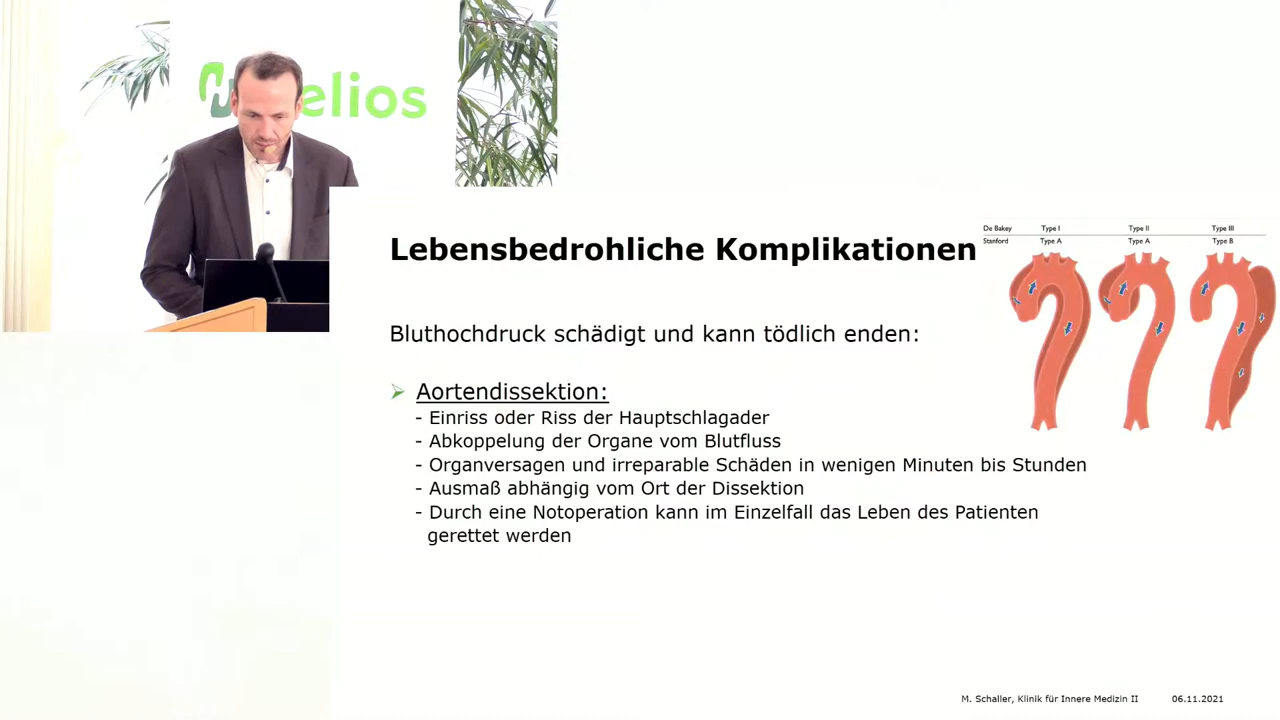 elios
Lebensbedrohliche Komplikationen
De Bakey Type I Type II Type III
Stanford Type A Type A Type B
Bluthochdruck schädigt und kann tödlich enden:
Aortendissektion:
- Einriss oder Riss der Hauptschlagader
- Abkoppelung der Organe vom Blutfluss
- Organversagen und irreparable Schäden in wenigen Minuten bis Stunden
- Ausmaß abhängig vom Ort der Dissektion
- Durch eine Notoperation kann im Einzelfall das Leben des Patienten
gerettet werden
M. Schaller, Klinik für Innere Medizin II 06.11.2021